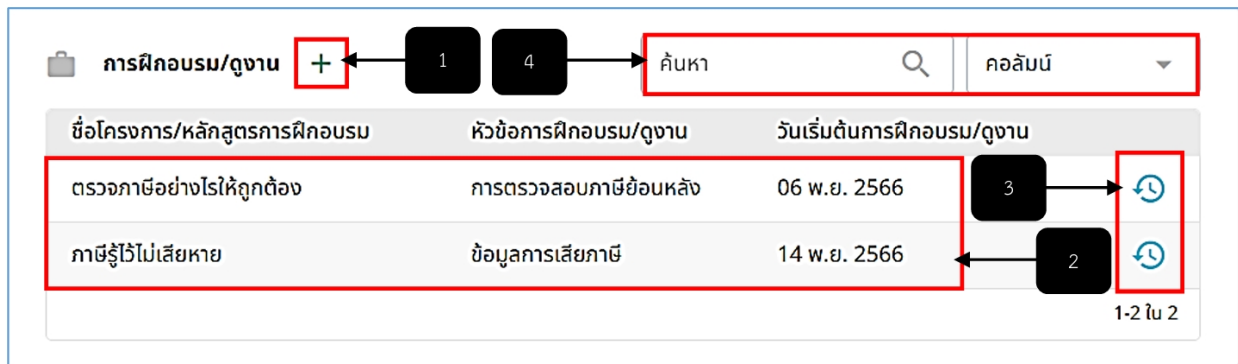 การฝึกอบรม/ดูงาน + 1 4 ค้นหา คอลัมน์
ชื่อโครงการ/หลักสูตรการฝึกอบรม หัวข้อการฝึกอบรม/ดูงาน วันเริ่มต้นการฝึกอบรม/ดูงาน
ตรวจภาษีอย่างไรให้ถูกต้อง การตรวจสอบภาษีย้อนหลัง 06 พ.ย. 2566 3
ภาษีรู้ไว้ไม่เสียหาย ข้อมูลการเสียภาษี 14 พ.ย. 2566 2
1-2 ใน 2